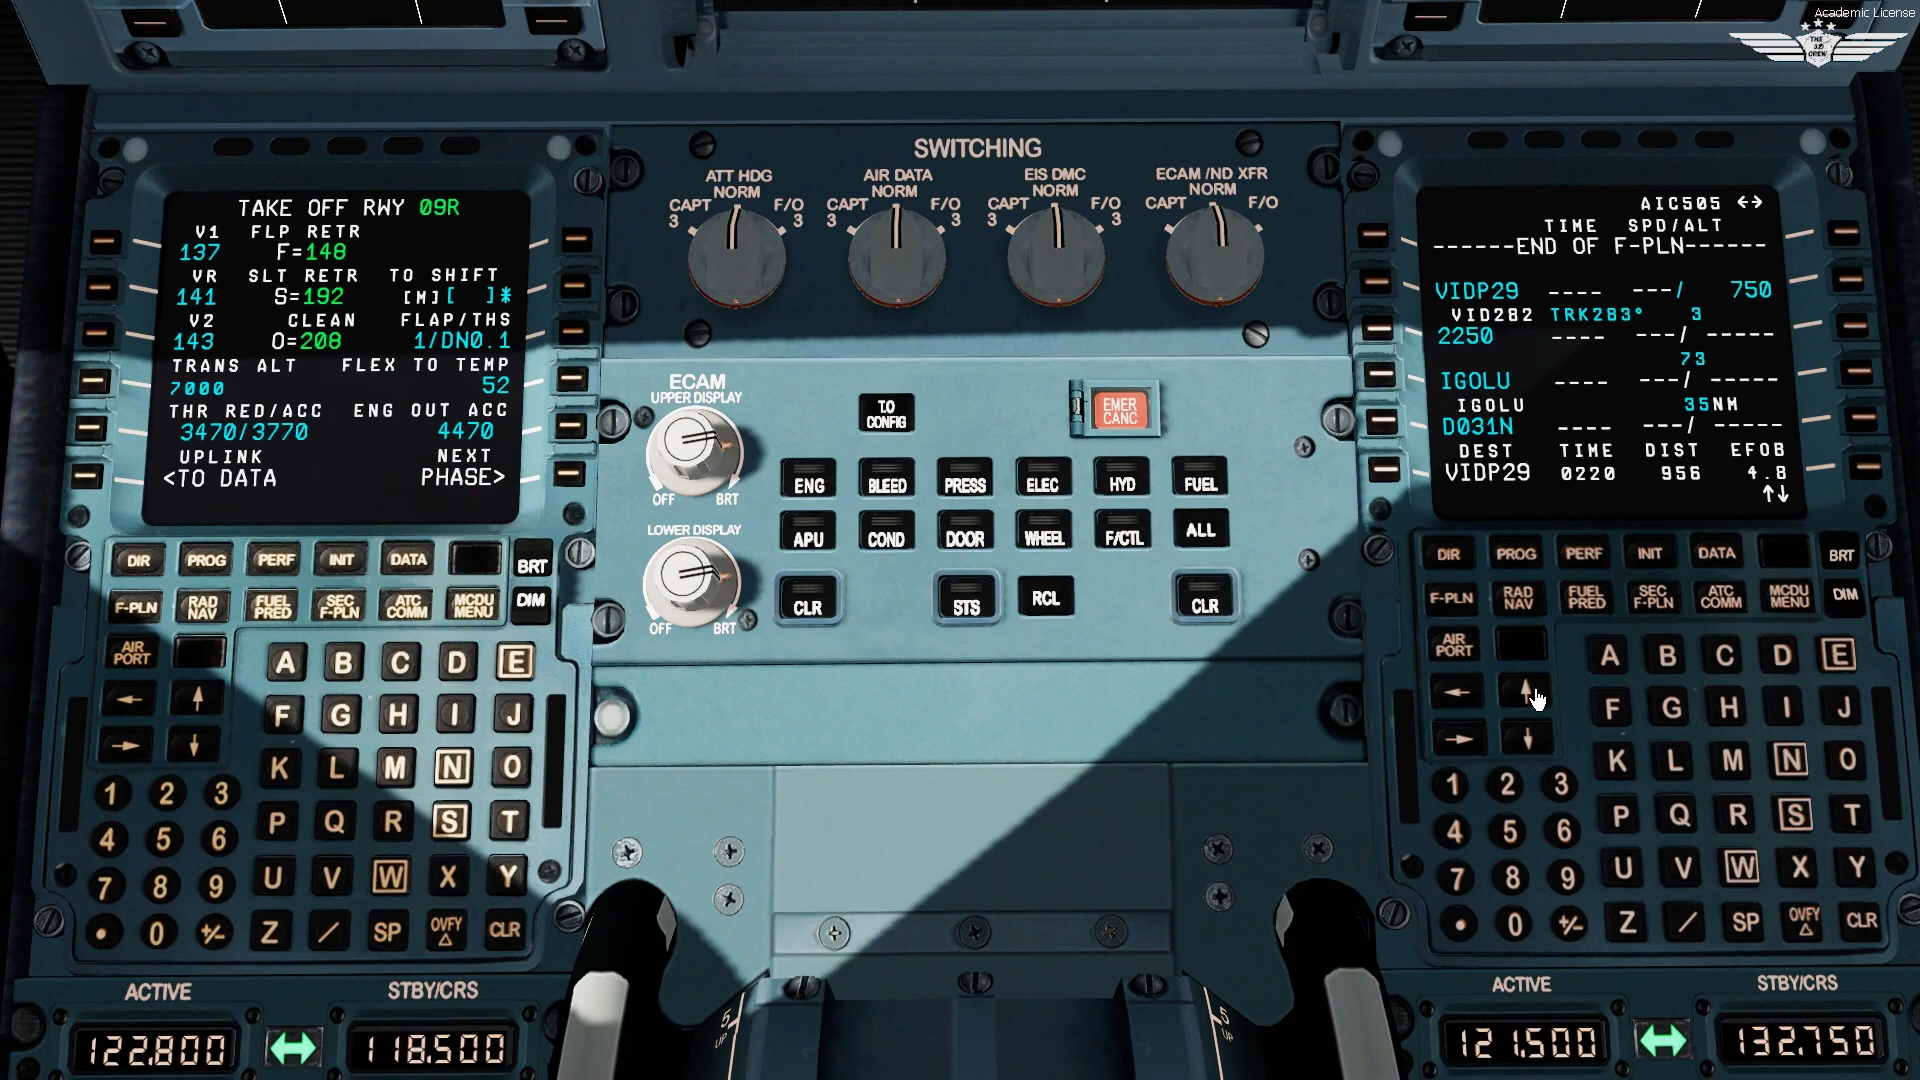 Academic License
THE
CREW
TAKE OFF RWY 09R
V1 FLP RETR
137 F=148
VR SLT RETR TO SHIFT
141 S=192 [M][ ]*
V2 CLEAN FLAP/THS
143 O=208 1/DN0.1
TRANS ALT FLEX TO TEMP
7000 52
THR RED/ACC ENG OUT ACC
3470/3770 4470
UPLINK NEXT
<TO DATA PHASE>
DIR PROG PERF INIT DATA BRT
F-PLN RAD NAV FUEL PRED SEC F-PLN ATC COMM MCDU MENU DIM
AIR PORT
← ↑
→ ↓
A B C D E
F G H I J
K L M N O
P Q R S T
U V W X Y
Z / SP OVFY Δ CLR
1 2 3
4 5 6
7 8 9
. 0 +/-
ACTIVE STBY/CRS
122.800 118.500
SWITCHING
ATT HDG AIR DATA EIS DMC ECAM /ND XFR
NORM NORM NORM NORM
CAPT F/O CAPT F/O CAPT F/O CAPT F/O
3 3 3 3 3 3
ECAM
UPPER DISPLAY
OFF BRT
LOWER DISPLAY
OFF BRT
T.O CONFIG
EMER CANC
ENG BLEED PRESS ELEC HYD FUEL
APU COND DOOR WHEEL F/CTL ALL
CLR STS RCL CLR
5 UP
5 UP
AIC505 ↔
TIME SPD/ALT
------END OF F-PLN------
VIDP29 ---- ---/ 750
VID282 TRK283° 3
2250 ---- ---/ -----
73
IGOLU ---- ---/ -----
IGOLU 35NM
D031N ---- ---/ -----
DEST TIME DIST EFOB
VIDP29 0220 956 4.8
↑↓
DIR PROG PERF INIT DATA BRT
F-PLN RAD NAV FUEL PRED SEC F-PLN ATC COMM MCDU MENU DIM
AIR PORT
← ↑
→ ↓
A B C D E
F G H I J
K L M N O
P Q R S T
U V W X Y
Z / SP OVFY Δ CLR
1 2 3
4 5 6
7 8 9
. 0 +/-
ACTIVE STBY/CRS
121.500 132.750